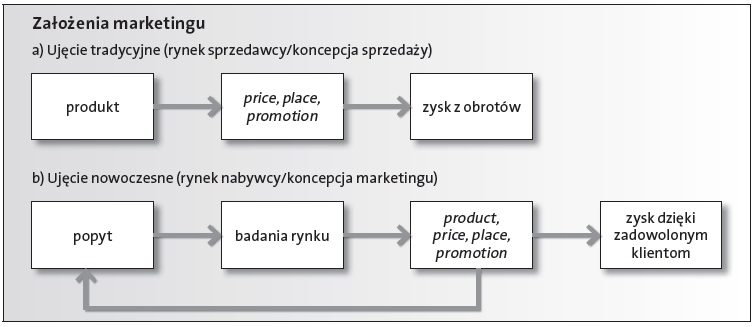 Założenia marketingu
a) Ujęcie tradycyjne (rynek sprzedawcy/koncepcja sprzedaży)
produkt
price, place,
promotion
zysk z obrotów
b) Ujęcie nowoczesne (rynek nabywcy/koncepcja marketingu)
popyt
badania rynku
product,
price, place,
promotion
zysk dzięki
zadowolonym
klientom